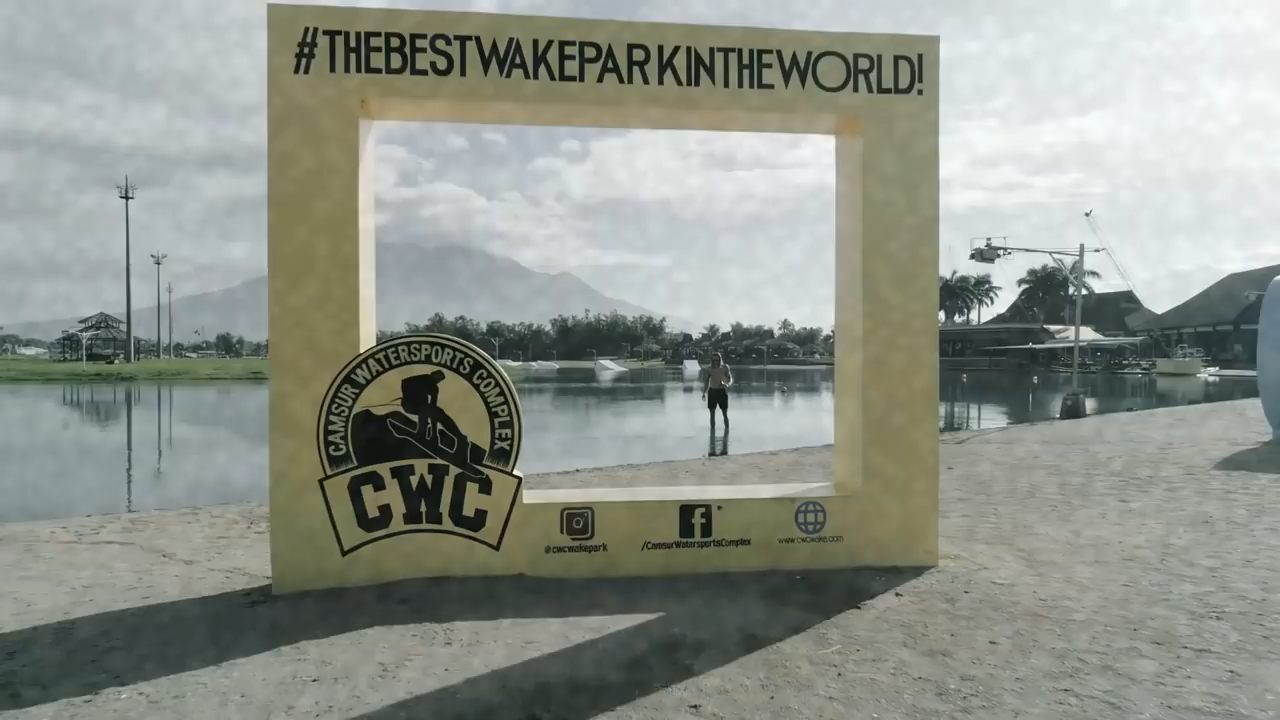 #THEBESTWAKEPARKINTHEWORLD!
CAMSUR WATERSPORTS COMPLEX
CWC
@cwcwakepark
/CamsurWatersportsComplex
www.cwcwake.com